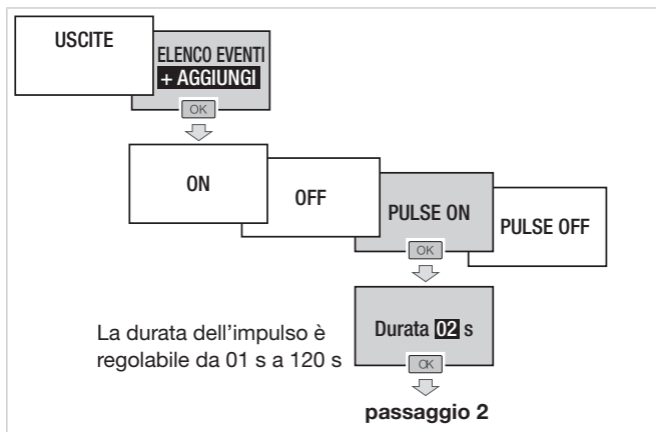 USCITE
ELENCO EVENTI
+ AGGIUNGI
OK
ON
OFF
PULSE ON
PULSE OFF
OK
La durata dell'impulso è
regolabile da 01 s a 120 s
Durata 02 s
OK
passaggio 2